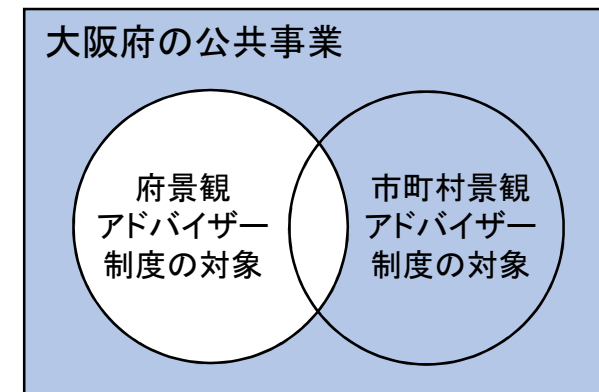 大阪府の公共事業
府景観
アドバイザー
制度の対象
市町村景観
アドバイザー
制度の対象